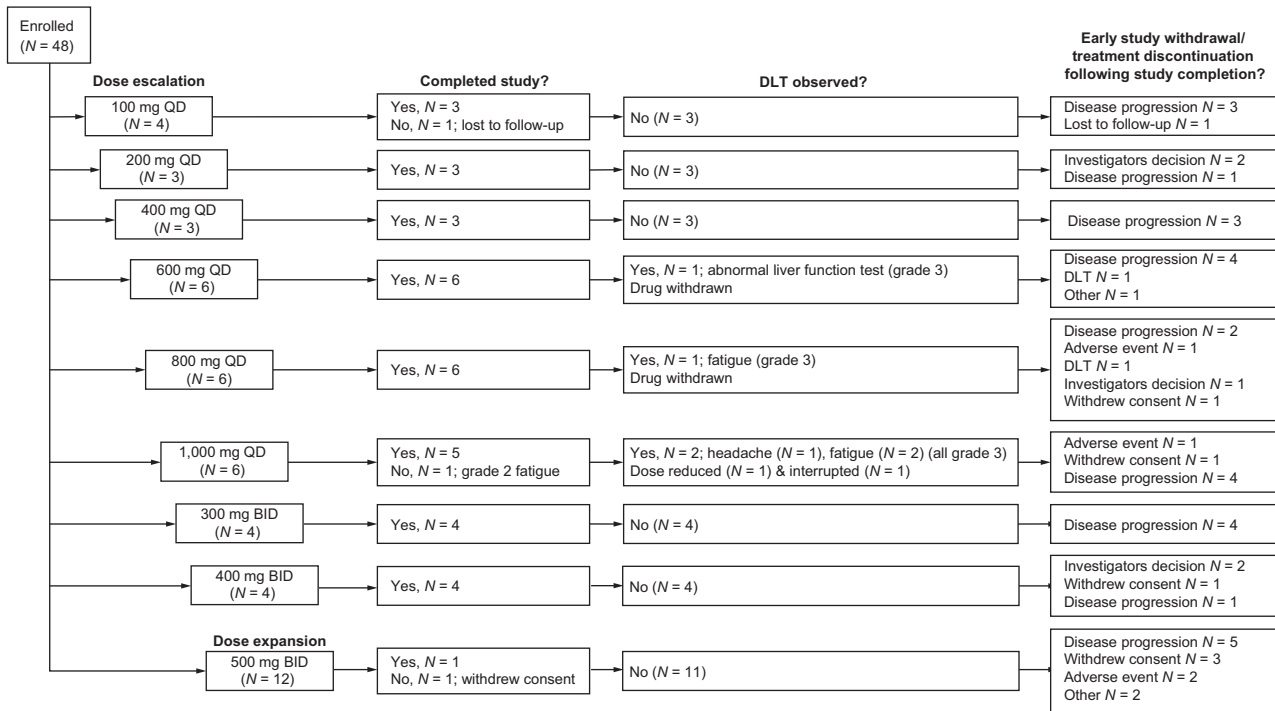 Enrolled
(N = 48)
Early study withdrawal/
treatment discontinuation
following study completion?
Dose escalation
Completed study?
DLT observed?
100 mg QD
(N = 4)
Yes, N = 3
No, N = 1; lost to follow-up
No (N = 3)
Disease progression N = 3
Lost to follow-up N = 1
200 mg QD
(N = 3)
Yes, N = 3
No (N = 3)
Investigators decision N = 2
Disease progression N = 1
400 mg QD
(N = 3)
Yes, N = 3
No (N = 3)
Disease progression N = 3
600 mg QD
(N = 6)
Yes, N = 6
Yes, N = 1; abnormal liver function test (grade 3)
Drug withdrawn
Disease progression N = 4
DLT N = 1
Other N = 1
800 mg QD
(N = 6)
Yes, N = 6
Yes, N = 1; fatigue (grade 3)
Drug withdrawn
Disease progression N = 2
Adverse event N = 1
DLT N = 1
Investigators decision N = 1
Withdrew consent N = 1
1,000 mg QD
(N = 6)
Yes, N = 5
No, N = 1; grade 2 fatigue
Yes, N = 2; headache (N = 1), fatigue (N = 2) (all grade 3)
Dose reduced (N = 1) & interrupted (N = 1)
Adverse event N = 1
Withdrew consent N = 1
Disease progression N = 4
300 mg BID
(N = 4)
Yes, N = 4
No (N = 4)
Disease progression N = 4
400 mg BID
(N = 4)
Yes, N = 4
No (N = 4)
Investigators decision N = 2
Withdrew consent N = 1
Disease progression N = 1
Dose expansion
500 mg BID
(N = 12)
Yes, N = 1
No, N = 1; withdrew consent
No (N = 11)
Disease progression N = 5
Withdrew consent N = 3
Adverse event N = 2
Other N = 2